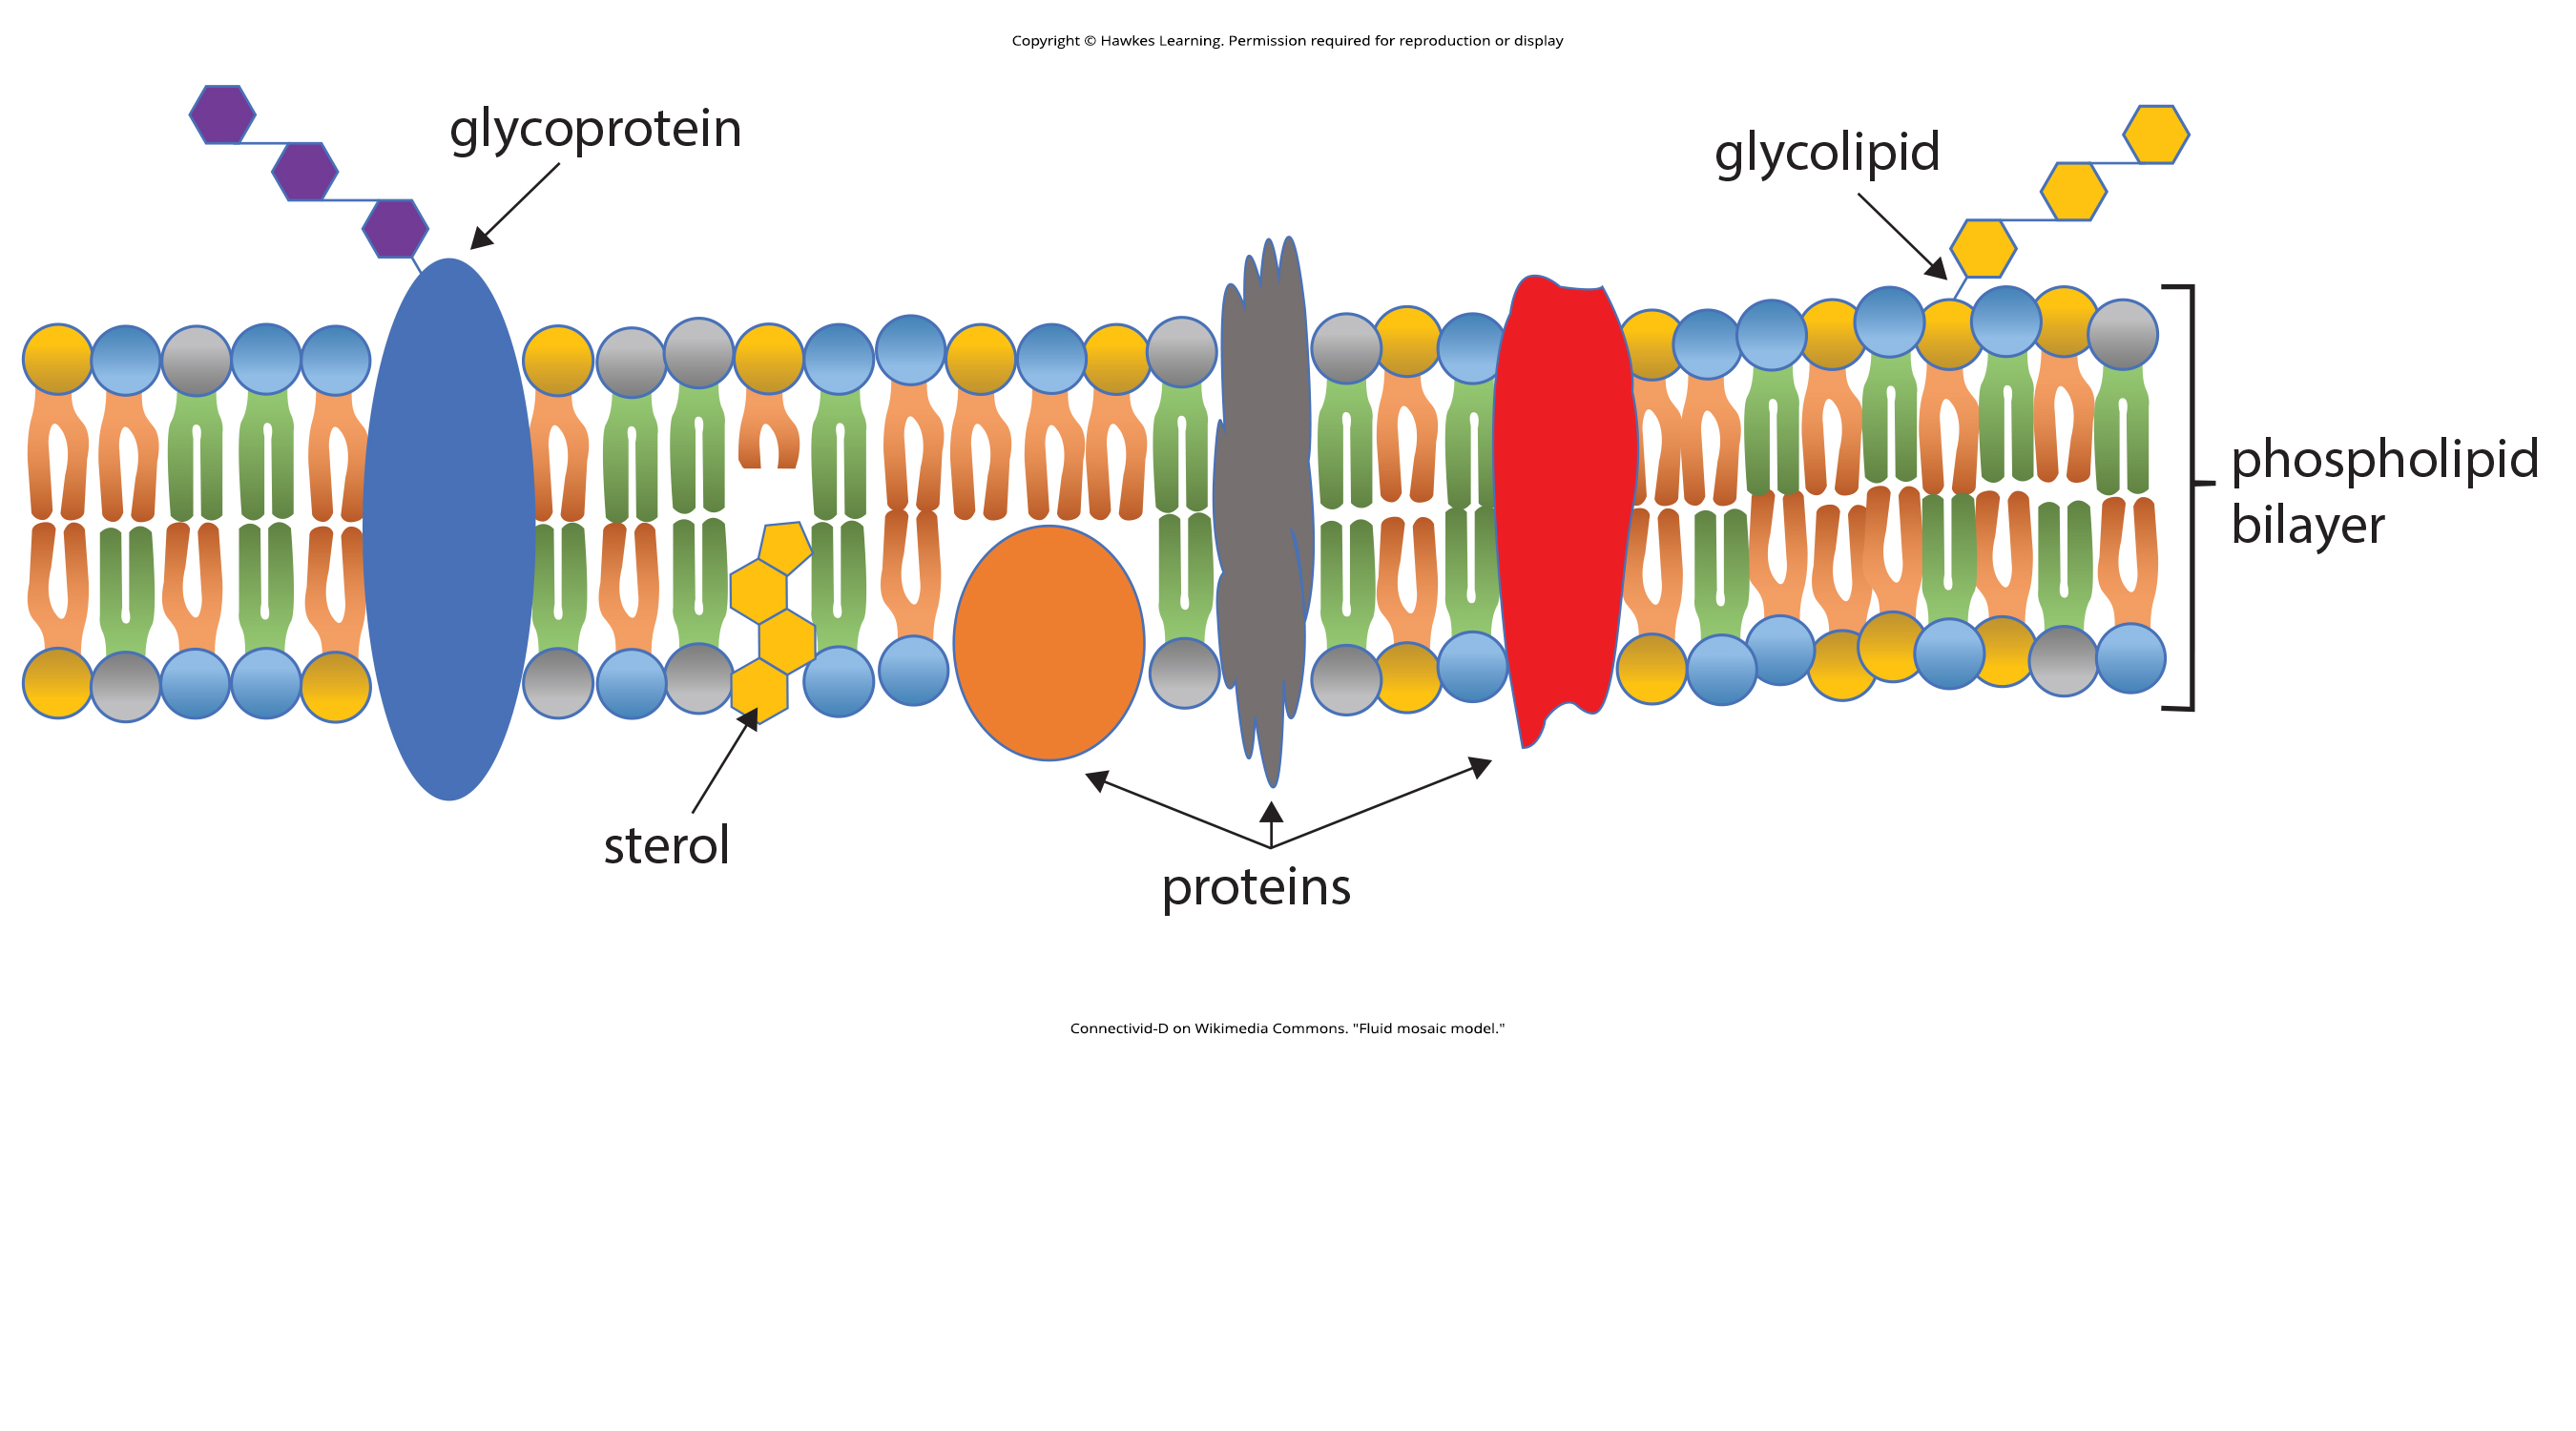 Copyright © Hawkes Learning. Permission required for reproduction or display
glycoprotein
glycolipid
phospholipid
bilayer
sterol
proteins
Connectivid-D on Wikimedia Commons. "Fluid mosaic model."